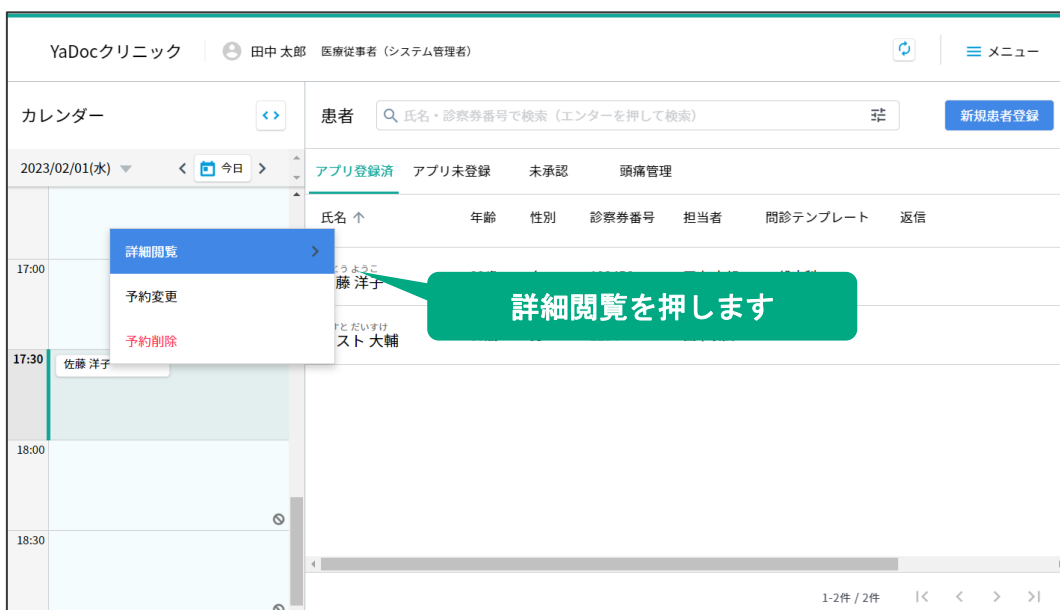 YaDocクリニック
田中 太郎 医療従事者（システム管理者）
メニュー
カレンダー
患者
氏名・診察券番号で検索（エンターを押して検索）
新規患者登録
2023/02/01(水)
今日
アプリ登録済 アプリ未登録 未承認 頭痛管理
氏名 年齢 性別 診察券番号 担当者 問診テンプレート 返信
詳細閲覧
予約変更
予約削除
17:00
うようこ
藤 洋子
詳細閲覧を押します
だいすけ
スト 大輔
17:30
佐藤 洋子
18:00
18:30
1-2件 / 2件